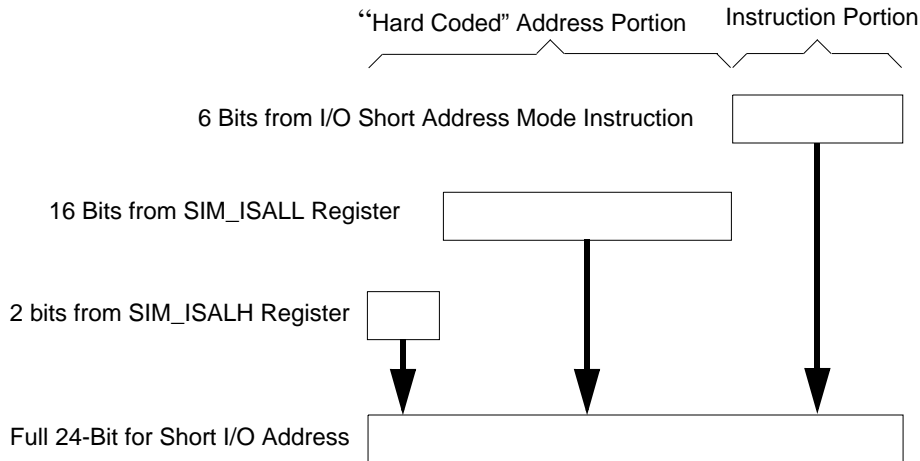 “Hard Coded” Address Portion
Instruction Portion
6 Bits from I/O Short Address Mode Instruction
16 Bits from SIM_ISALL Register
2 bits from SIM_ISALH Register
Full 24-Bit for Short I/O Address